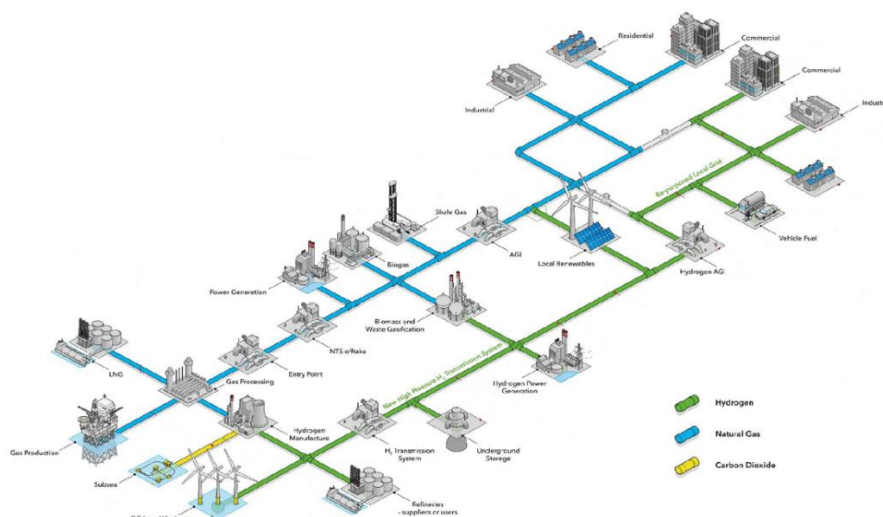 Residential
Commercial
Commercial
Industrial
Indust
Re-purposed Local Grid
Shale Gas
AGI
Vehicle Fuel
Biogas
Local Renewables
Hydrogen AGI
Power Generation
Biomass and
Waste Gasification
NTS offtake
New High Pressure H₂ Transmission System
LNG
Entry Point
Hydrogen Power
Generation
Gas Processing
Hydrogen
Hydrogen
Manufacture
Natural Gas
Gas Production
H₂ Transmission
System
Underground
Storage
Carbon Dioxide
Subsea
Refineries
- suppliers or users